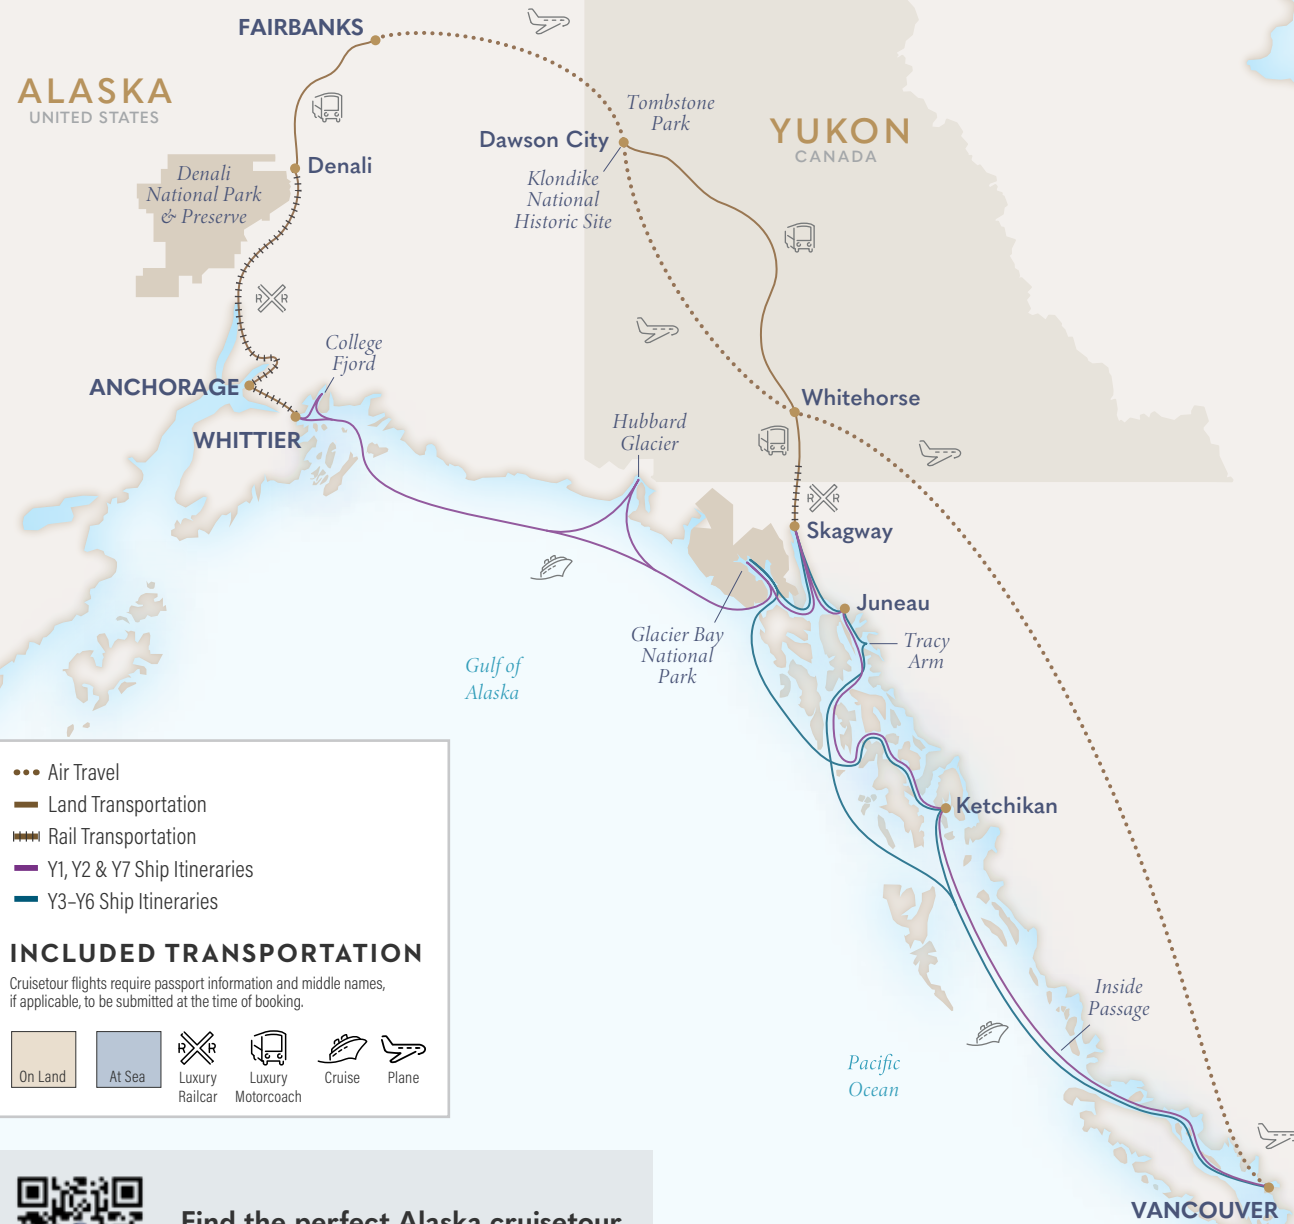 FAIRBANKS
ALASKA
UNITED STATES
Tombstone
Park
Dawson City
YUKON
CANADA
Denali
Denali
National Park
& Preserve
Klondike
National
Historic Site
R R
College
Fjord
ANCHORAGE
WHITTIER
Whitehorse
Hubbard
Glacier
R R
Skagway
Juneau
Glacier Bay
National
Park
Tracy
Arm
Gulf of
Alaska
Ketchikan
Air Travel
Land Transportation
Rail Transportation
Y1, Y2 & Y7 Ship Itineraries
Y3–Y6 Ship Itineraries
INCLUDED TRANSPORTATION
Cruisetour flights require passport information and middle names,
if applicable, to be submitted at the time of booking.
On Land
At Sea
R R
Luxury
Railcar
Luxury
Motorcoach
Cruise
Plane
Inside
Passage
Pacific
Ocean
VANCOUVER
Find the perfect Alaska cruisetour